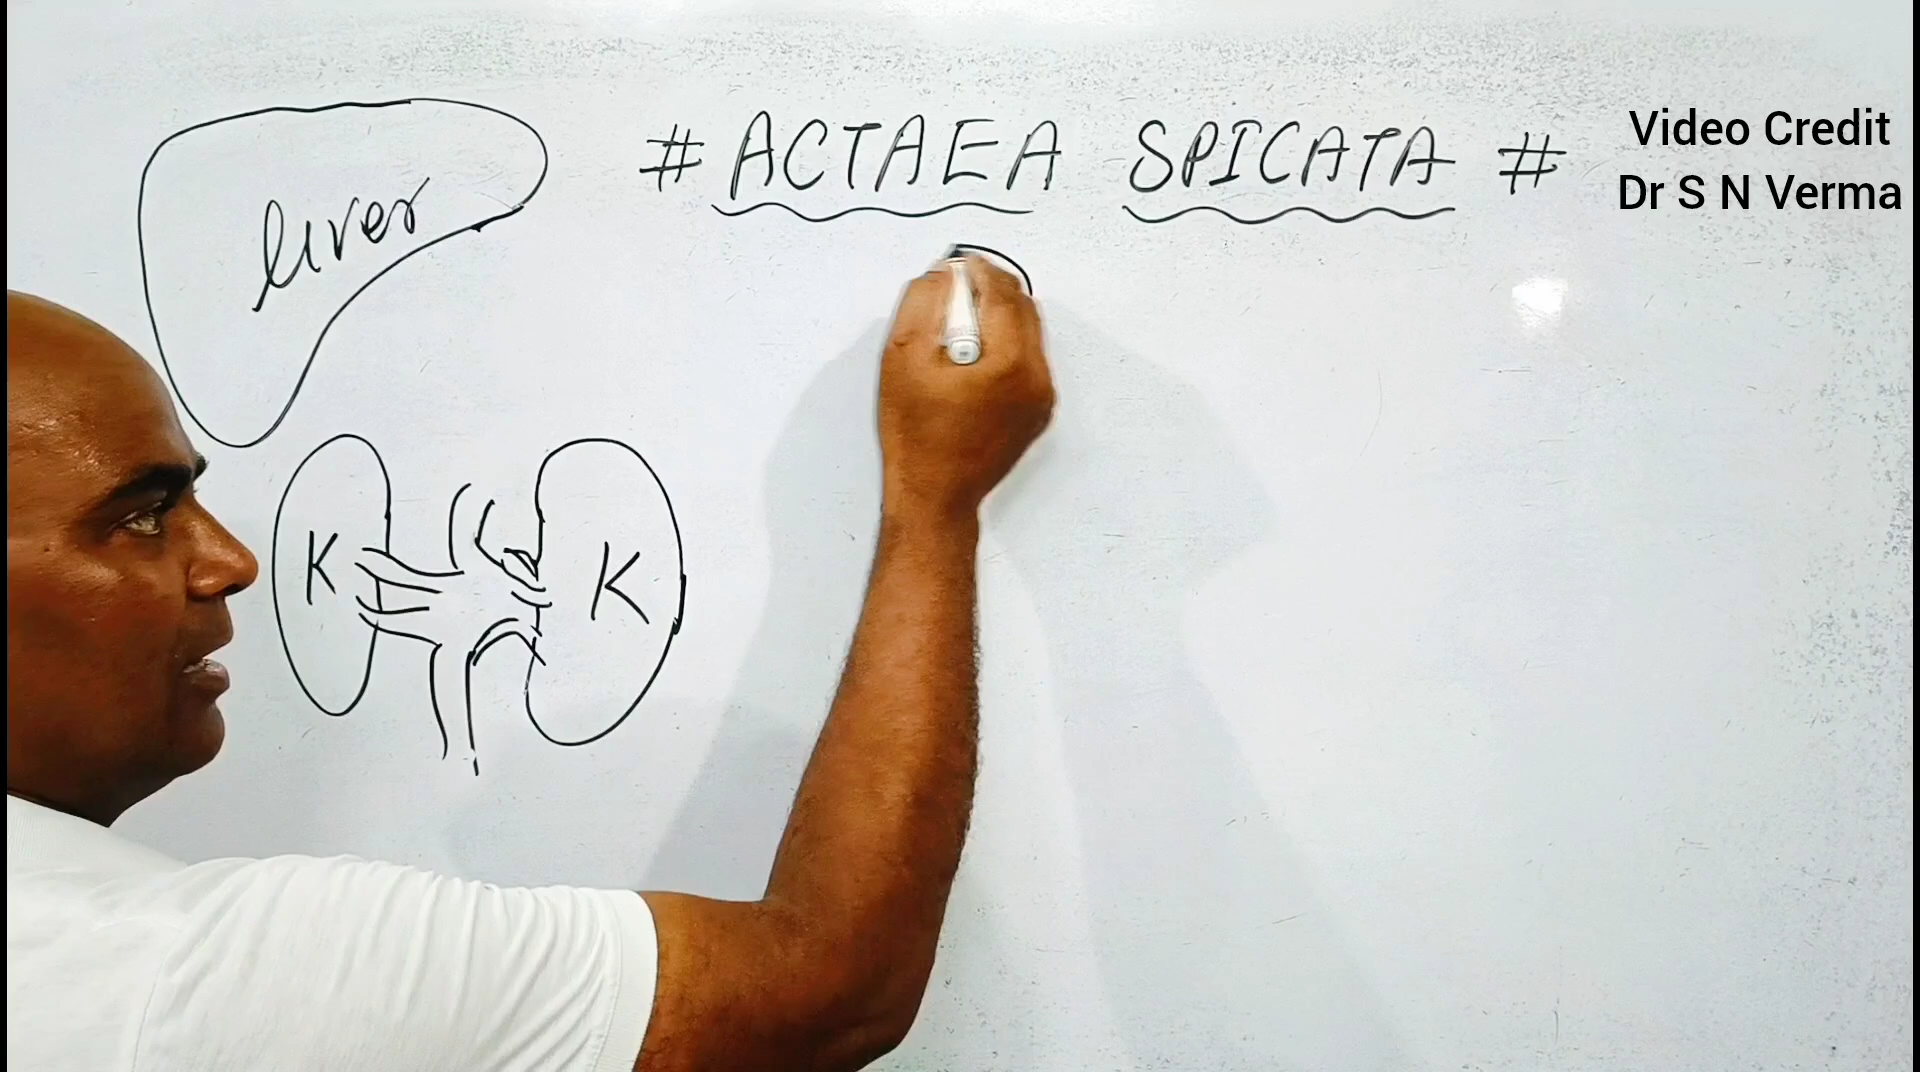 # ACTAEA SPICATA #
Video Credit
Dr S N Verma
liver
K
K